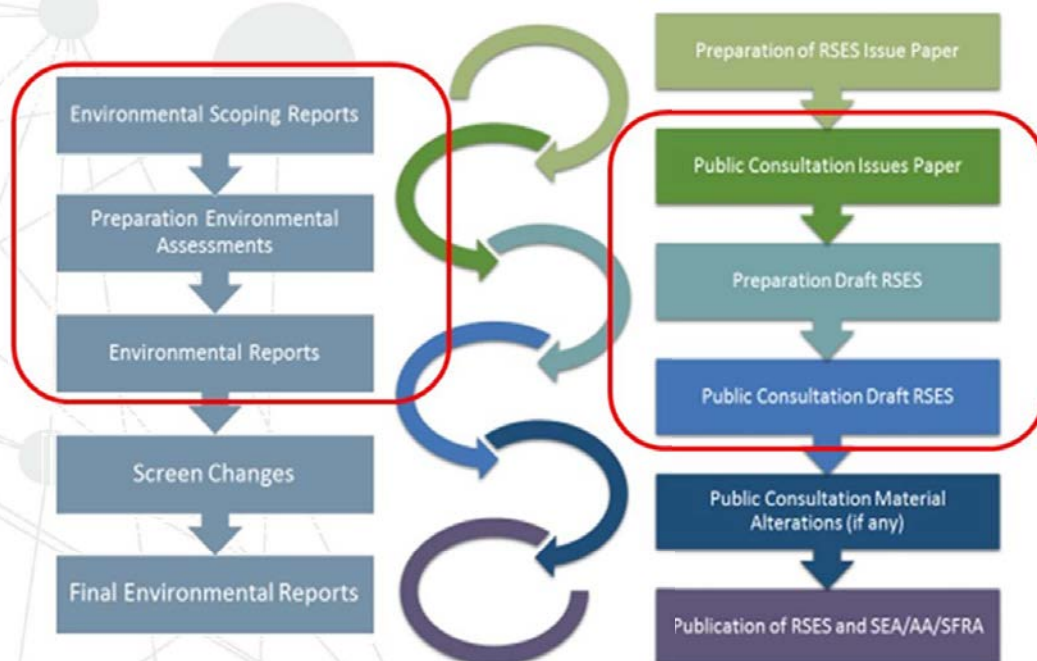 Environmental Scoping Reports
Preparation Environmental
Assessments
Environmental Reports
Screen Changes
Final Environmental Reports
Preparation of RSES Issue Paper
Public Consultation Issues Paper
Preparation Draft RSES
Public Consultation Draft RSES
Public Consultation Material
Alterations (if any)
Publication of RSES and SEA/AA/SFRA